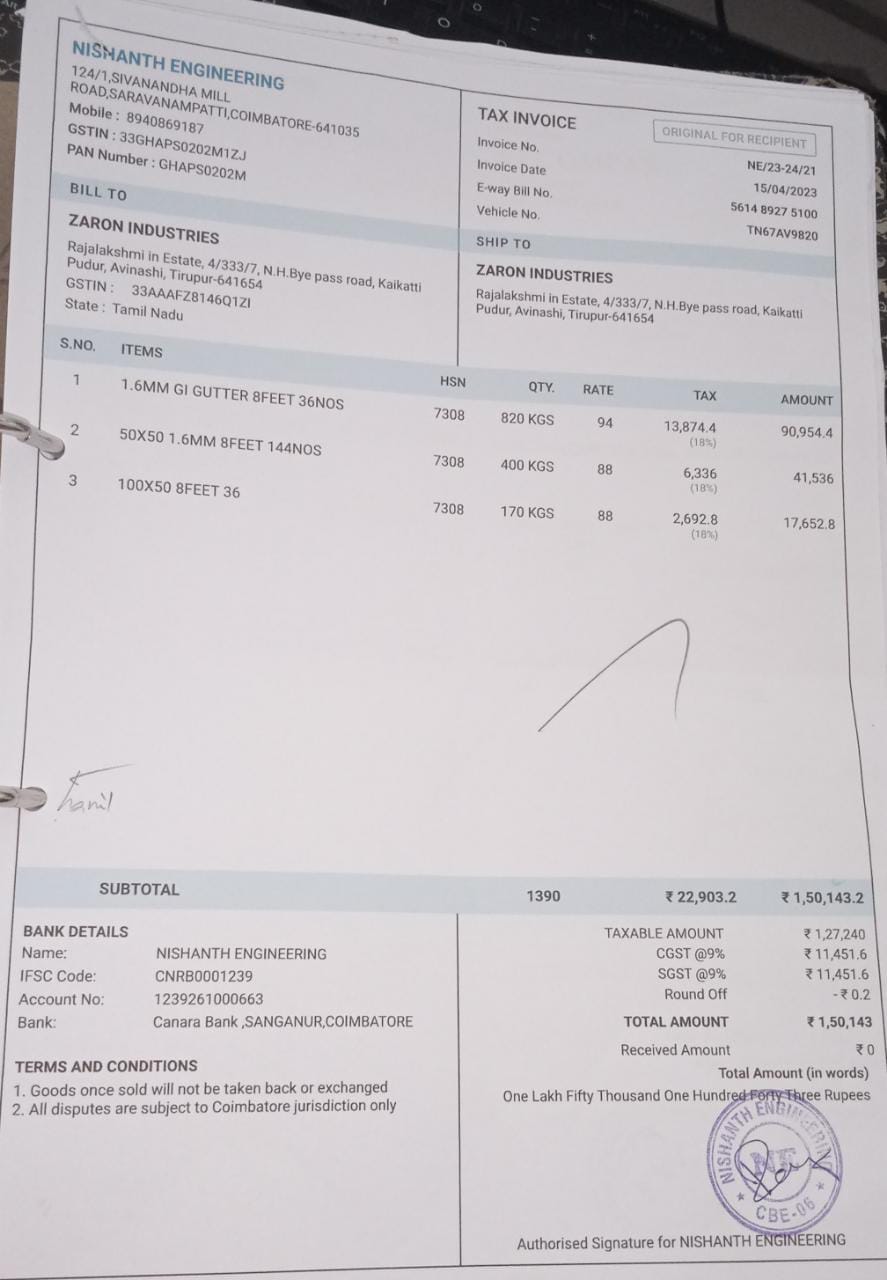 NISHANTH ENGINEERING
124/1,SIVANANDHA MILL
ROAD,SARAVANAMPATTI,COIMBATORE-641035
Mobile : 8940869187
GSTIN : 33GHAPS0202M1ZJ
PAN Number : GHAPS0202M
TAX INVOICE
ORIGINAL FOR RECIPIENT
Invoice No. NE/23-24/21
Invoice Date 15/04/2023
E-way Bill No. 5614 8927 5100
Vehicle No. TN67AV9820
BILL TO
ZARON INDUSTRIES
Rajalakshmi in Estate, 4/333/7, N.H.Bye pass road, Kaikatti
Pudur, Avinashi, Tirupur-641654
GSTIN : 33AAAFZ8146Q1ZI
State : Tamil Nadu
SHIP TO
ZARON INDUSTRIES
Rajalakshmi in Estate, 4/333/7, N.H.Bye pass road, Kaikatti
Pudur, Avinashi, Tirupur-641654
S.NO. ITEMS HSN QTY. RATE TAX AMOUNT
1 1.6MM GI GUTTER 8FEET 36NOS 7308 820 KGS 94 13,874.4 90,954.4
(18%)
2 50X50 1.6MM 8FEET 144NOS 7308 400 KGS 88 6,336 41,536
(18%)
3 100X50 8FEET 36 7308 170 KGS 88 2,692.8 17,652.8
(18%)
SUBTOTAL 1390 ₹ 22,903.2 ₹ 1,50,143.2
BANK DETAILS
Name: NISHANTH ENGINEERING
IFSC Code: CNRB0001239
Account No: 1239261000663
Bank: Canara Bank ,SANGANUR,COIMBATORE
TERMS AND CONDITIONS
1. Goods once sold will not be taken back or exchanged
2. All disputes are subject to Coimbatore jurisdiction only
TAXABLE AMOUNT ₹ 1,27,240
CGST @9% ₹ 11,451.6
SGST @9% ₹ 11,451.6
Round Off -₹ 0.2
TOTAL AMOUNT ₹ 1,50,143
Received Amount ₹ 0
Total Amount (in words)
One Lakh Fifty Thousand One Hundred Forty Three Rupees
NISHANTH ENGINEERING
NE
CBE-06
Authorised Signature for NISHANTH ENGINEERING